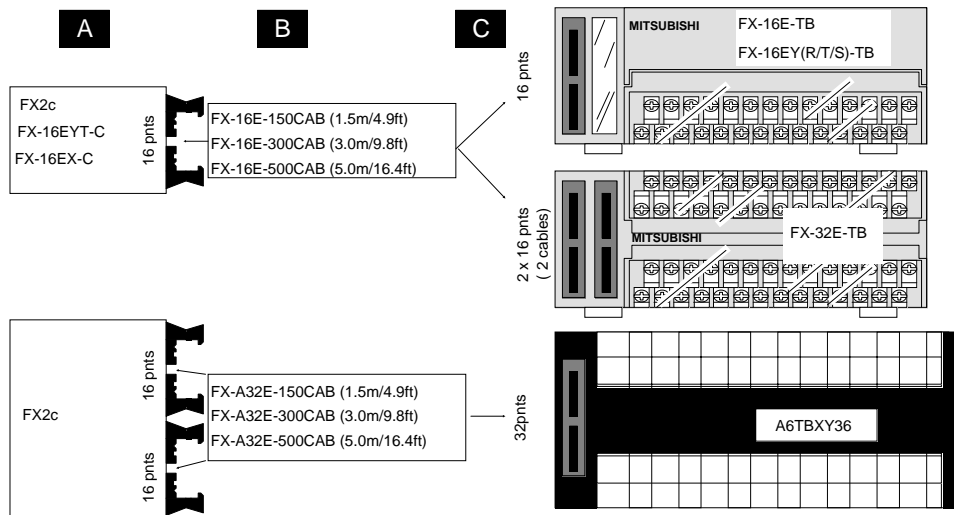 A
B
C
FX2c
FX-16EYT-C
FX-16EX-C
16 pnts
FX-16E-150CAB (1.5m/4.9ft)
FX-16E-300CAB (3.0m/9.8ft)
FX-16E-500CAB (5.0m/16.4ft)
16 pnts
MITSUBISHI
FX-16E-TB
FX-16EY(R/T/S)-TB
2 x 16 pnts
( 2 cables)
MITSUBISHI
FX-32E-TB
FX2c
16 pnts
16 pnts
FX-A32E-150CAB (1.5m/4.9ft)
FX-A32E-300CAB (3.0m/9.8ft)
FX-A32E-500CAB (5.0m/16.4ft)
32pnts
A6TBXY36